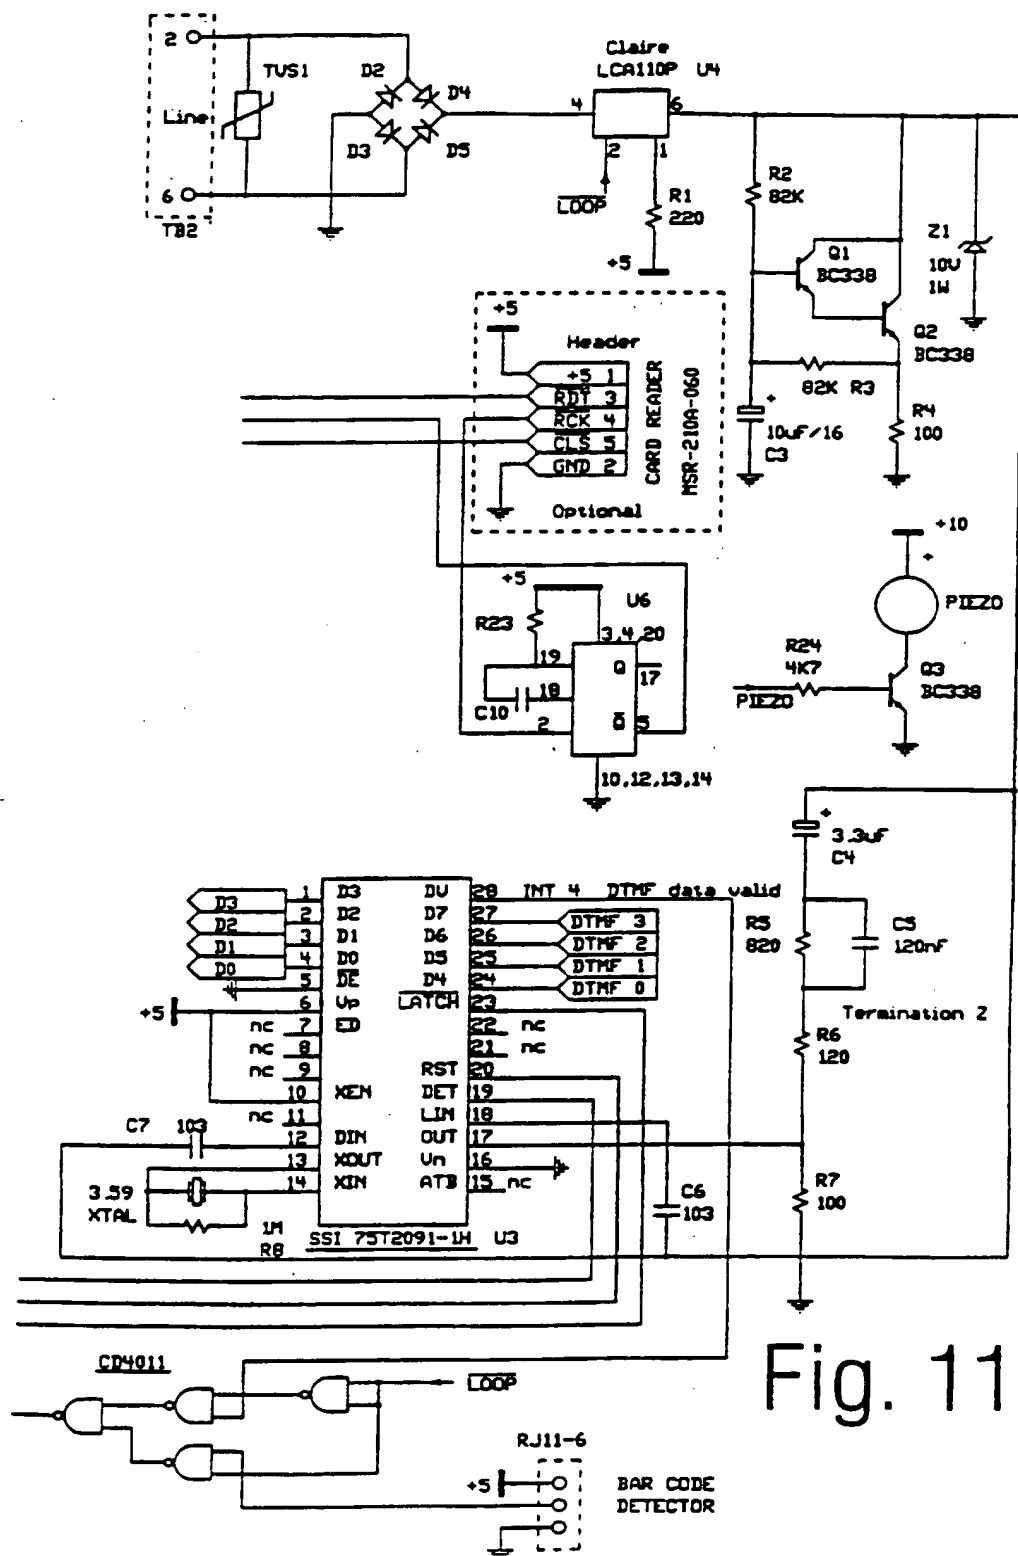 2
Line
6
TB2
TVS1
D2
D4
D3
D5
Claire
LCA110P U4
4
6
2
1
LOOP
R1
220
+5
R2
82K
Q1
BC338
Q2
BC338
Z1
10V
1W
82K R3
+
10uF/16
C3
R4
100
+5
Header
+5 1
RDT 3
RCK 4
CLS 5
GND 2
CARD READER
MSR-210A-060
Optional
+10
+
PIEZO
R24
4K7
PIEZO
Q3
BC338
+5
U6
R23
3,4,20
19
18
C10
2
Q
17
Q
5
10,12,13,14
+
3.3uF
C4
R5
820
C5
120nF
Termination Z
R6
120
R7
100
D3
D2
D1
D0
1 D3 DV 28 INT 4 DTMF data valid
2 D2 D7 27 DTMF 3
3 D1 D6 26 DTMF 2
4 D0 D5 25 DTMF 1
5 DE D4 24 DTMF 0
+5 6 Vp LATCH 23
nc 7 ED 22 nc
nc 8 21 nc
nc 9 RST 20
10 XEN DET 19
nc 11 LIN 18
C7 103 12 DIN OUT 17
13 XOUT Vn 16
14 XIN ATB 15 nc
3.59
XTAL
1M
R8
SSI 75T2091-1H U3
C6
103
CD4011
LOOP
RJ11-6
+5
BAR CODE
DETECTOR
Fig. 11